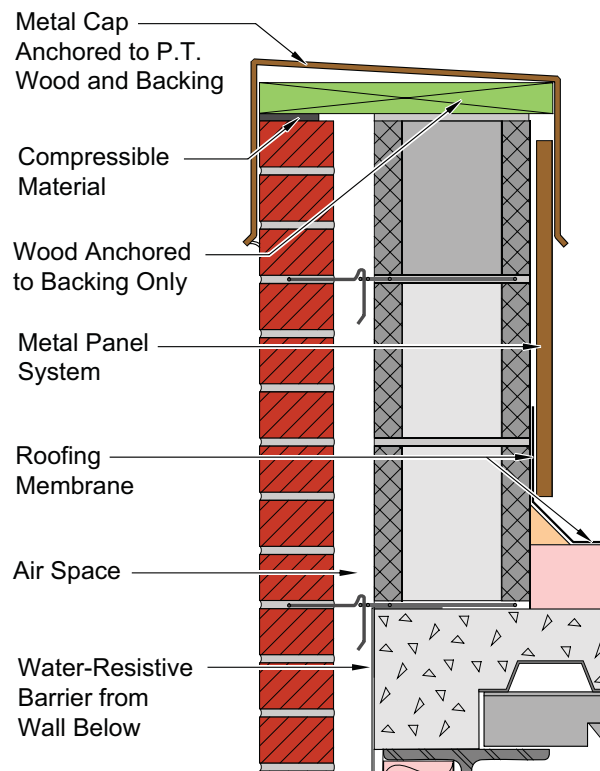 Metal Cap
Anchored to P.T.
Wood and Backing
Compressible
Material
Wood Anchored
to Backing Only
Metal Panel
System
Roofing
Membrane
Air Space
Water-Resistive
Barrier from
Wall Below